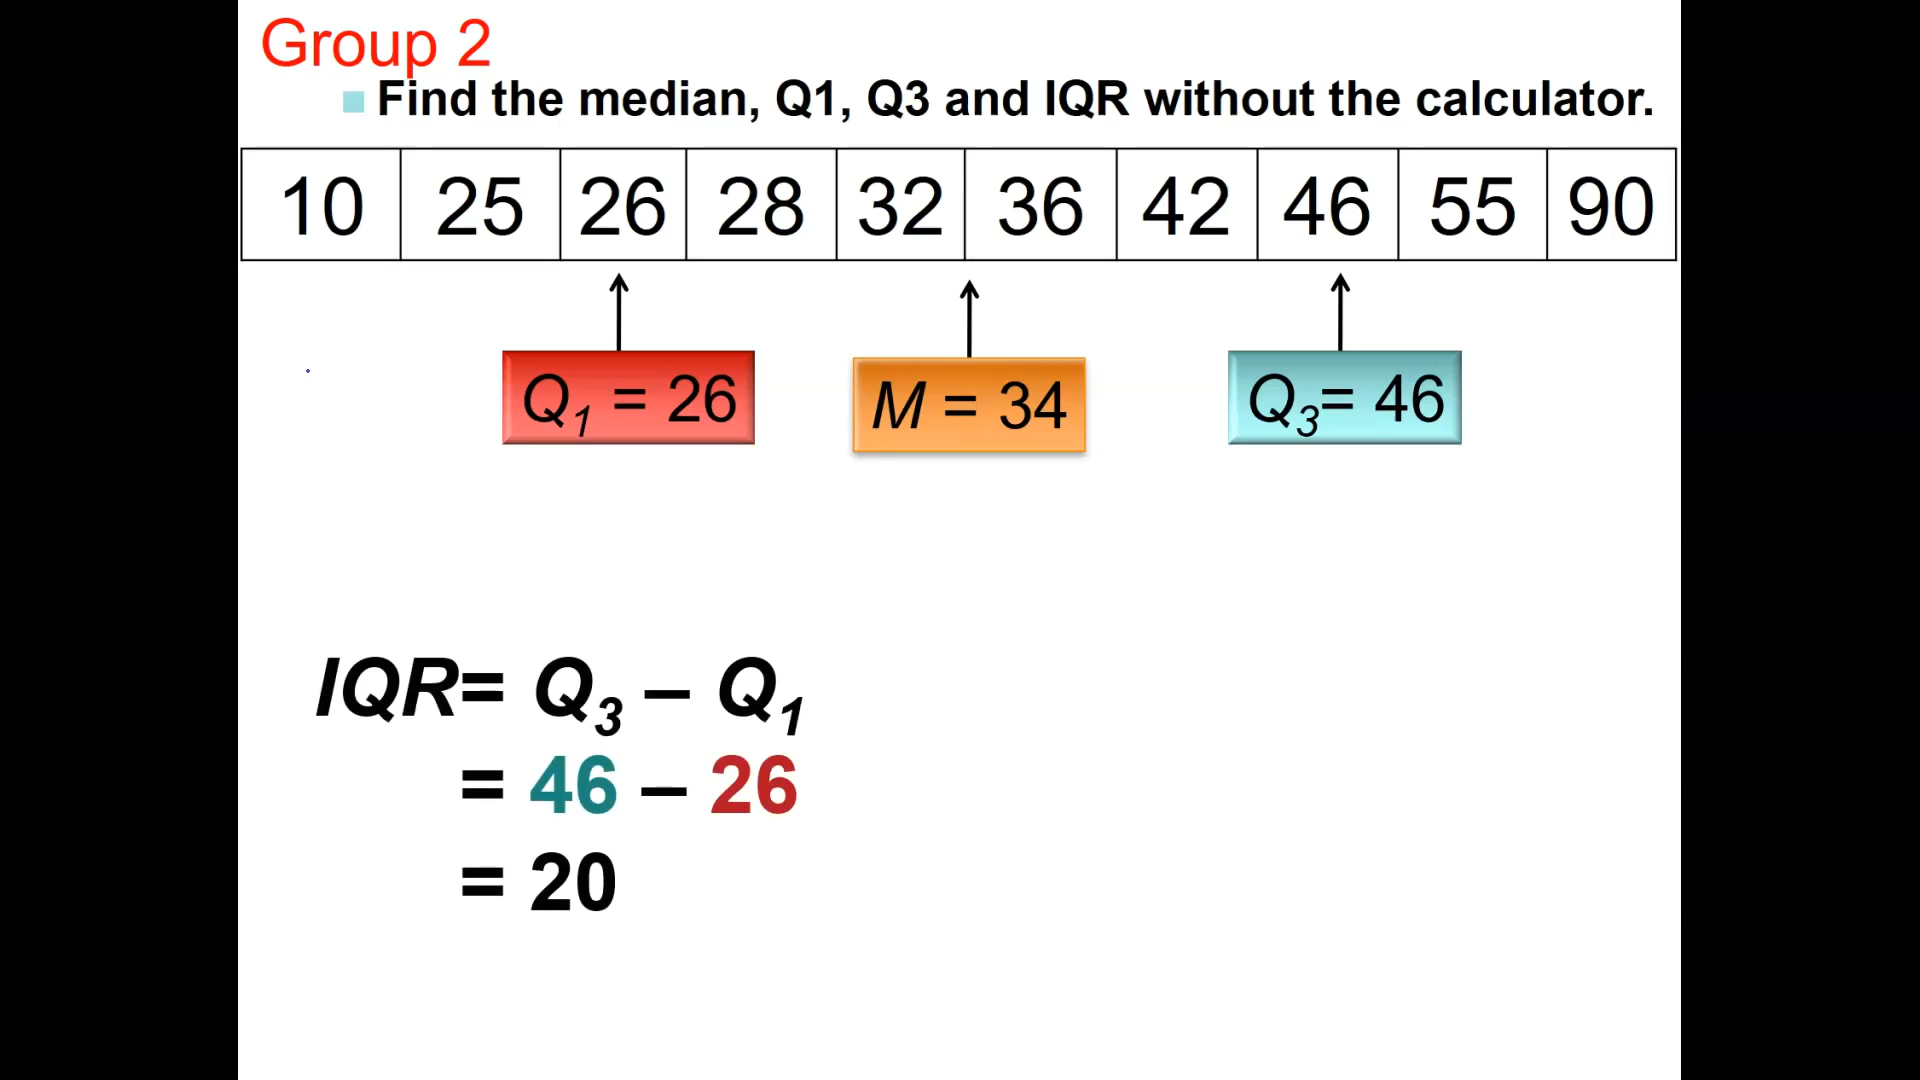 Group 2
Find the median, Q1, Q3 and IQR without the calculator.
10 25 26 28 32 36 42 46 55 90
Q1 = 26 M = 34 Q3= 46
IQR= Q3 – Q1
= 46 – 26
= 20